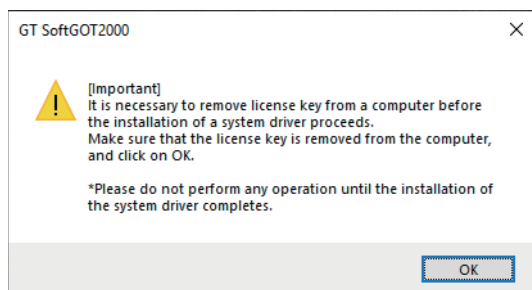 GT SoftGOT2000
[Important]
It is necessary to remove license key from a computer before
the installation of a system driver proceeds.
Make sure that the license key is removed from the computer,
and click on OK.
*Please do not perform any operation until the installation of
the system driver completes.
OK